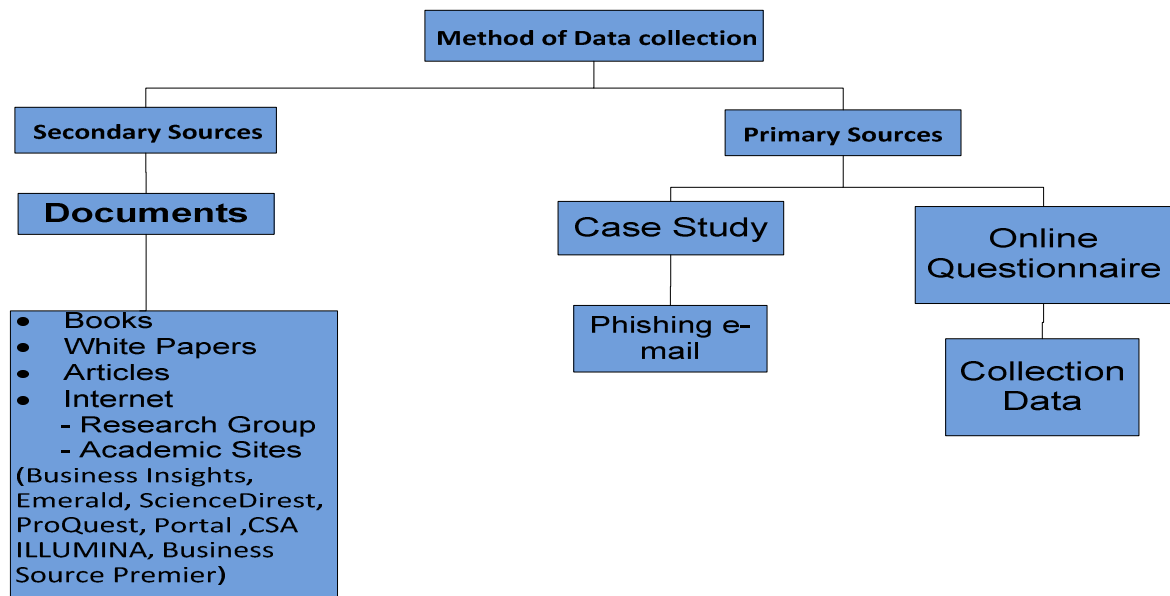 Method of Data collection
Secondary Sources
Primary Sources
Documents
Case Study
Online
Questionnaire
• Books
• White Papers
• Articles
• Internet
- Research Group
- Academic Sites
(Business Insights,
Emerald, ScienceDirest,
ProQuest, Portal ,CSA
ILLUMINA, Business
Source Premier)
Phishing e-
mail
Collection
Data